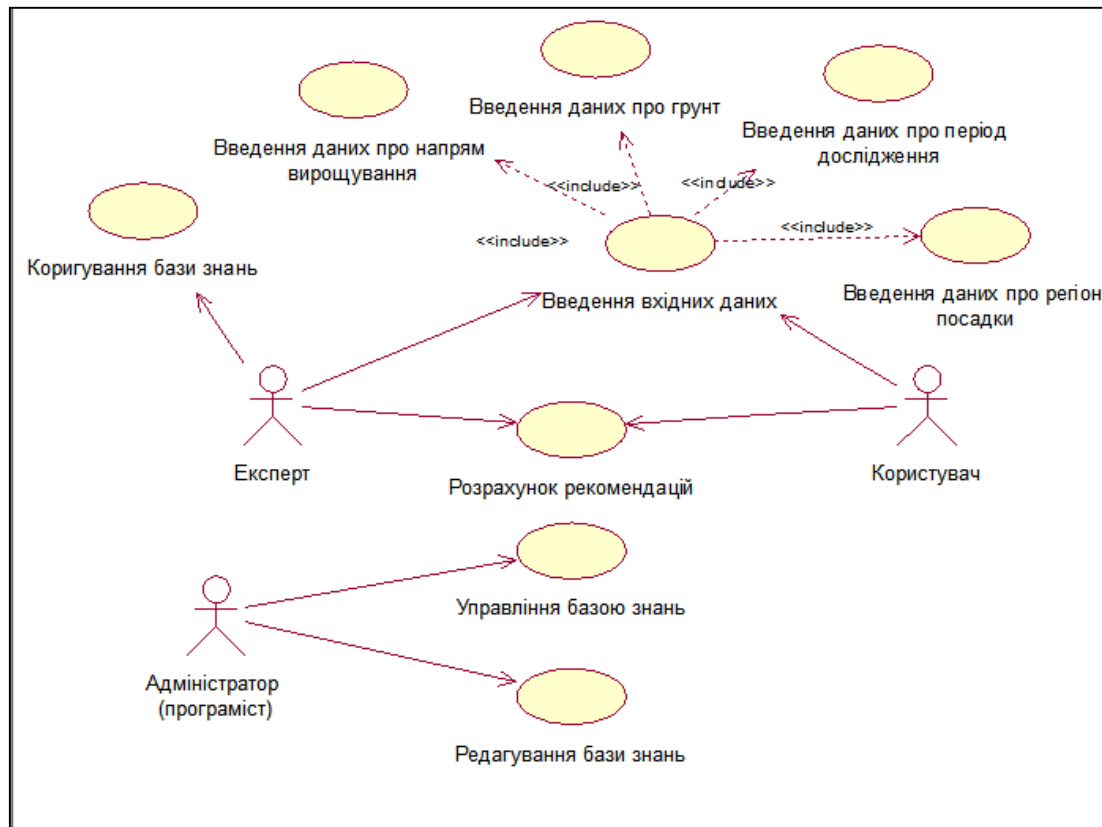 Введення даних про грунт
Введення даних про період
дослідження
Введення даних про напрям
вирощування
<<include>>
<<include>>
<<include>>
<<include>>
Коригування бази знань
Введення вхідних даних
Введення даних про регіон
посадки
Експерт
Розрахунок рекомендацій
Користувач
Управління базою знань
Адміністратор
(програміст)
Редагування бази знань